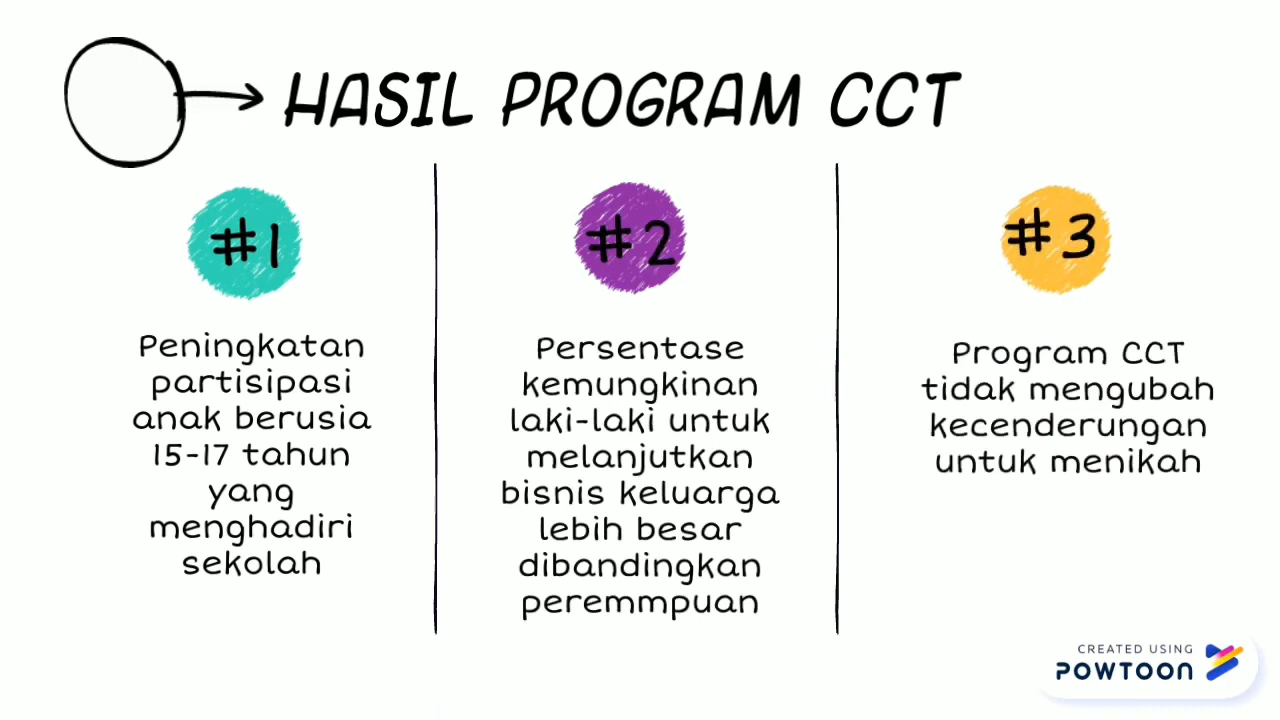 HASIL PROGRAM CCT
#1
Peningkatan
partisipasi
anak berusia
15-17 tahun
yang
menghadiri
sekolah
#2
Persentase
kemungkinan
laki-laki untuk
melanjutkan
bisnis keluarga
lebih besar
dibandingkan
peremmpuan
#3
Program CCT
tidak mengubah
kecenderungan
untuk menikah
CREATED USING
POWTOON